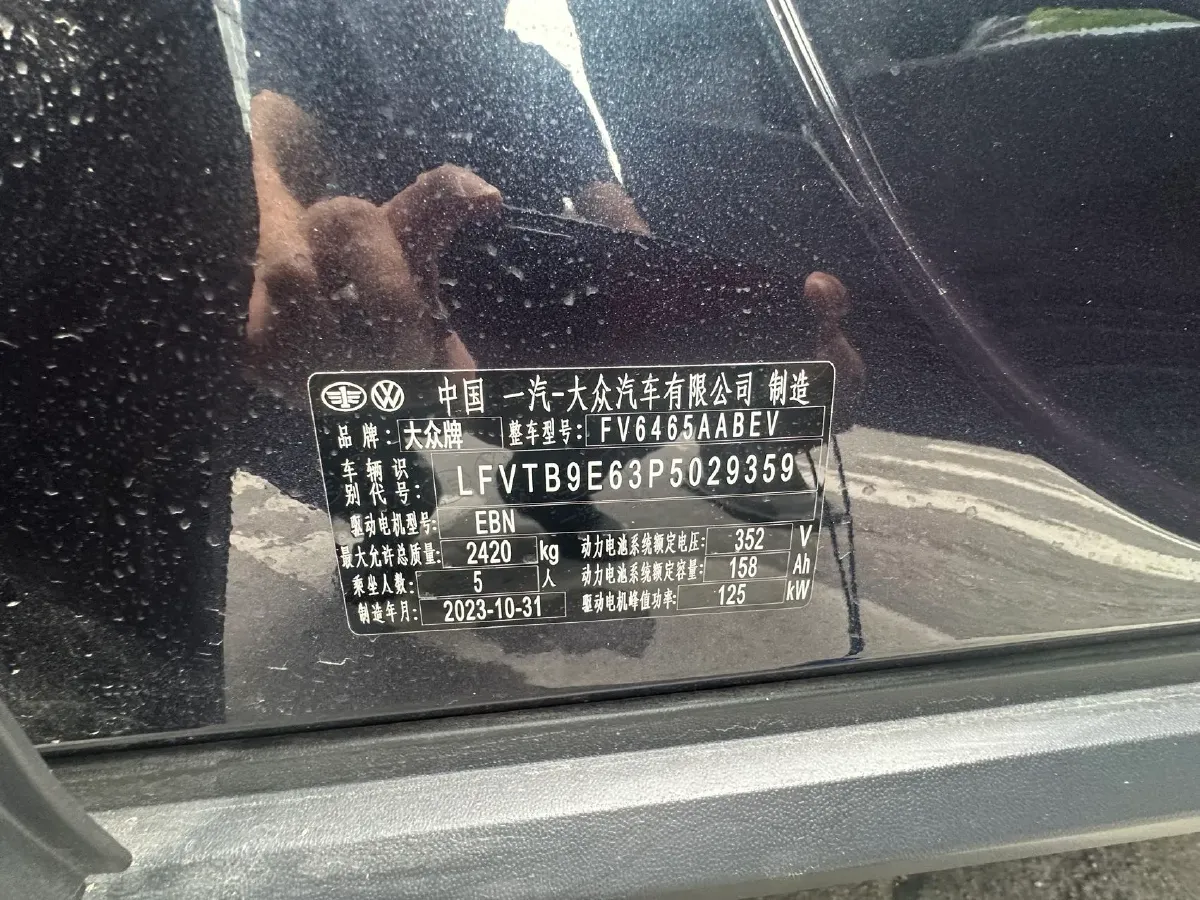 中国 一汽-大众汽车有限公司 制造
品牌: 大众牌 整车型号: FV6465AABEV
车辆识别代号: LFVTB9E63P5029359
驱动电机型号: EBN
最大允许总质量: 2420 kg 动力电池系统额定电压: 352 V
乘坐人数: 5 人 动力电池系统额定容量: 158 Ah
制造年月: 2023-10-31 驱动电机峰值功率: 125 kW